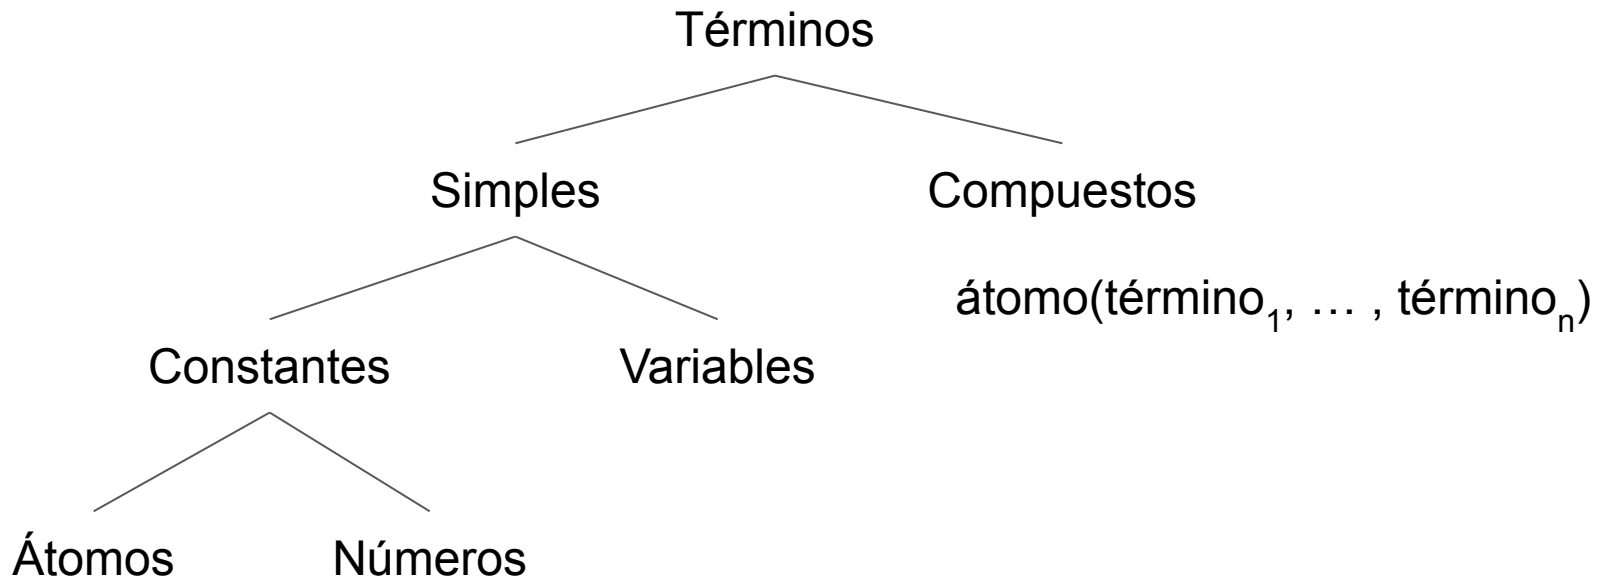 Términos
Simples
Compuestos
átomo(término₁, … , términoₙ)
Constantes
Variables
Átomos
Números